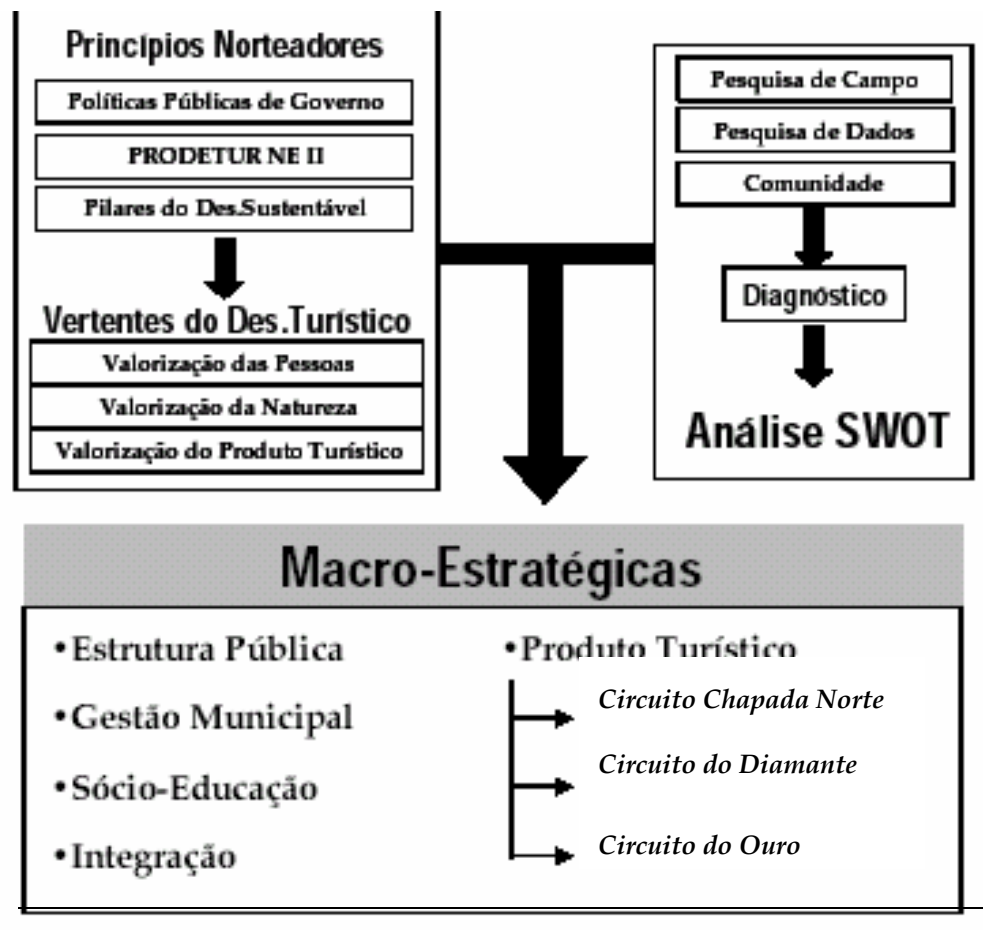 Princípios Norteadores
Políticas Públicas de Governo
PRODETUR NE II
Pilares do Des.Sustentável
Vertentes do Des.Turístico
Valorização das Pessoas
Valorização da Natureza
Valorização do Produto Turístico
Pesquisa de Campo
Pesquisa de Dados
Comunidade
Diagnóstico
Análise SWOT
Macro-Estratégicas
•Estrutura Pública
•Gestão Municipal
•Sócio-Educação
•Integração
•Produto Turístico
Circuito Chapada Norte
Circuito do Diamante
Circuito do Ouro